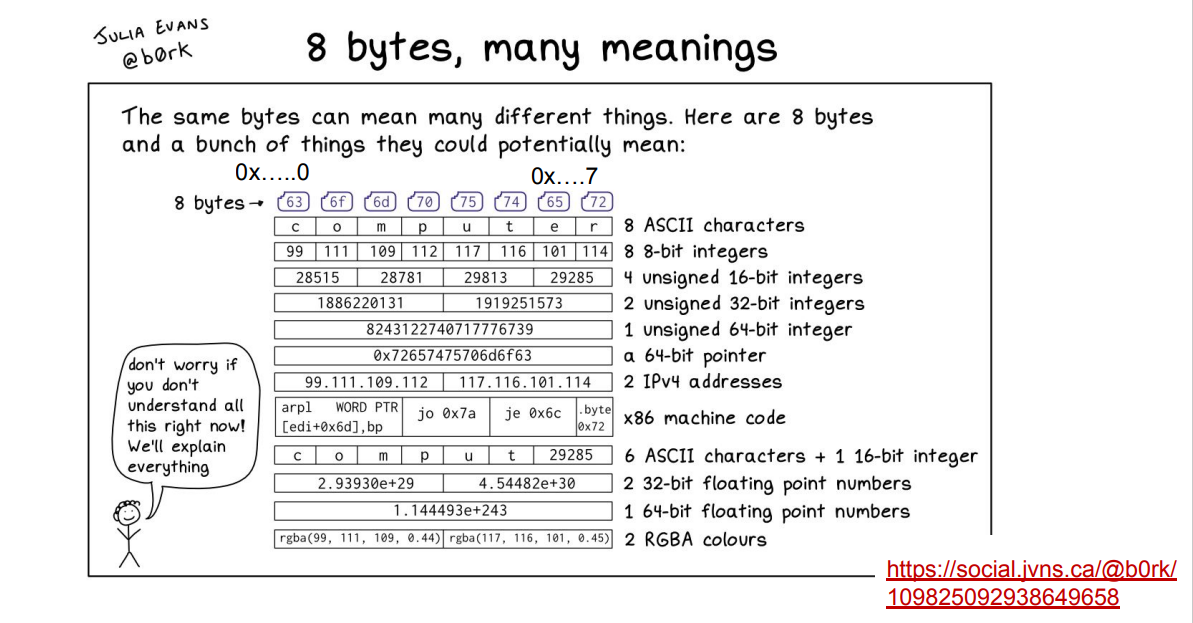 JULIA EVANS
@b0rk
8 bytes, many meanings
The same bytes can mean many different things. Here are 8 bytes
and a bunch of things they could potentially mean:
0x.....0 0x....7
8 bytes→ 63 6f 6d 70 75 74 65 72
c o m p u t e r 8 ASCII characters
99 111 109 112 117 116 101 114 8 8-bit integers
28515 28781 29813 29285 4 unsigned 16-bit integers
1886220131 1919251573 2 unsigned 32-bit integers
8243122740717776739 1 unsigned 64-bit integer
0x72657475706d6f63 a 64-bit pointer
99.111.109.112 117.116.101.114 2 IPv4 addresses
arpl WORD PTR
[edi+0x6d],bp
jo 0x7a je 0x6c
.byte
0x72
x86 machine code
c o m p u t 29285 6 ASCII characters + 1 16-bit integer
2.93930e+29 4.54482e+30 2 32-bit floating point numbers
1.144493e+243 1 64-bit floating point numbers
rgba(99, 111, 109, 0.44) rgba(117, 116, 101, 0.45) 2 RGBA colours
don't worry if
you don't
understand all
this right now!
We'll explain
everything
https://social.jvns.ca/@b0rk/
109825092938649658